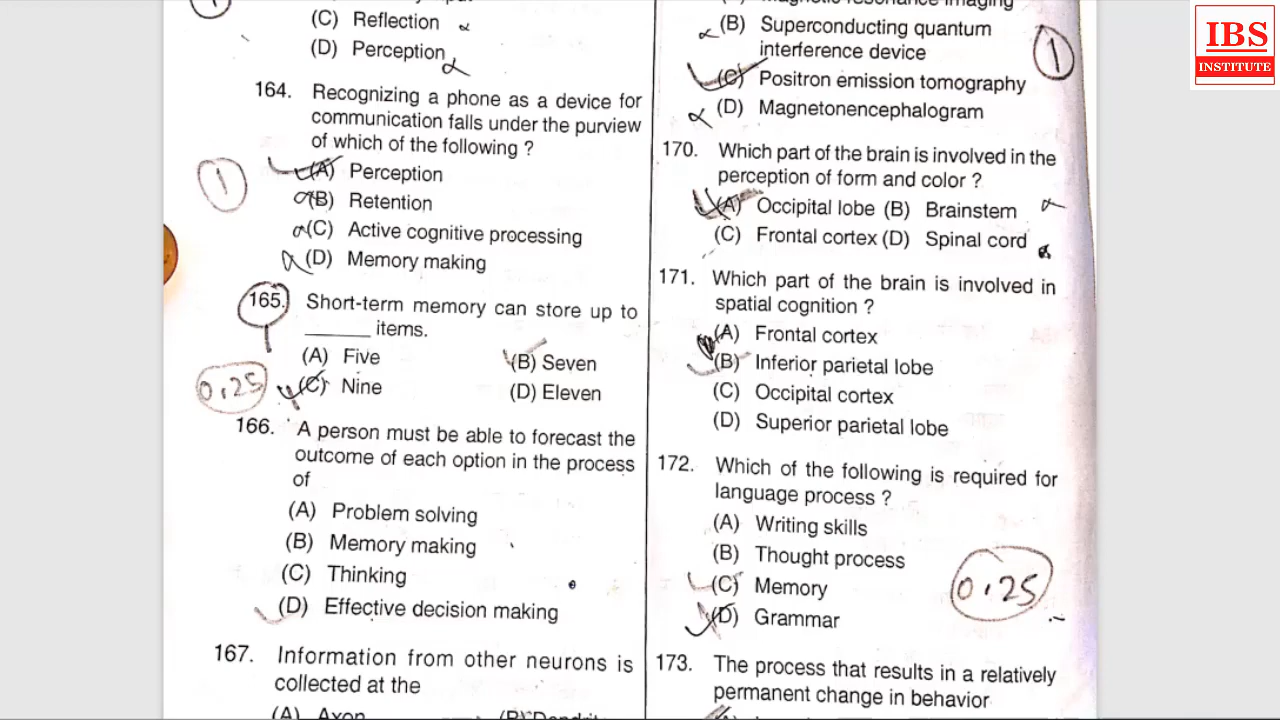 (C) Reflection
(D) Perception
164. Recognizing a phone as a device for
communication falls under the purview
of which of the following ?
(A) Perception
(B) Retention
(C) Active cognitive processing
(D) Memory making
1
165. Short-term memory can store up to
______ items.
(A) Five (B) Seven
(C) Nine (D) Eleven
0.25
166. A person must be able to forecast the
outcome of each option in the process
of
(A) Problem solving
(B) Memory making
(C) Thinking
(D) Effective decision making
167. Information from other neurons is
collected at the
(A) Axon
(B) Superconducting quantum
interference device
(C) Positron emission tomography
(D) Magnetonencephalogram
1
170. Which part of the brain is involved in the
perception of form and color ?
(A) Occipital lobe (B) Brainstem
(C) Frontal cortex (D) Spinal cord
171. Which part of the brain is involved in
spatial cognition ?
(A) Frontal cortex
(B) Inferior parietal lobe
(C) Occipital cortex
(D) Superior parietal lobe
172. Which of the following is required for
language process ?
(A) Writing skills
(B) Thought process
(C) Memory
(D) Grammar
0.25
173. The process that results in a relatively
permanent change in behavior
IBS
INSTITUTE